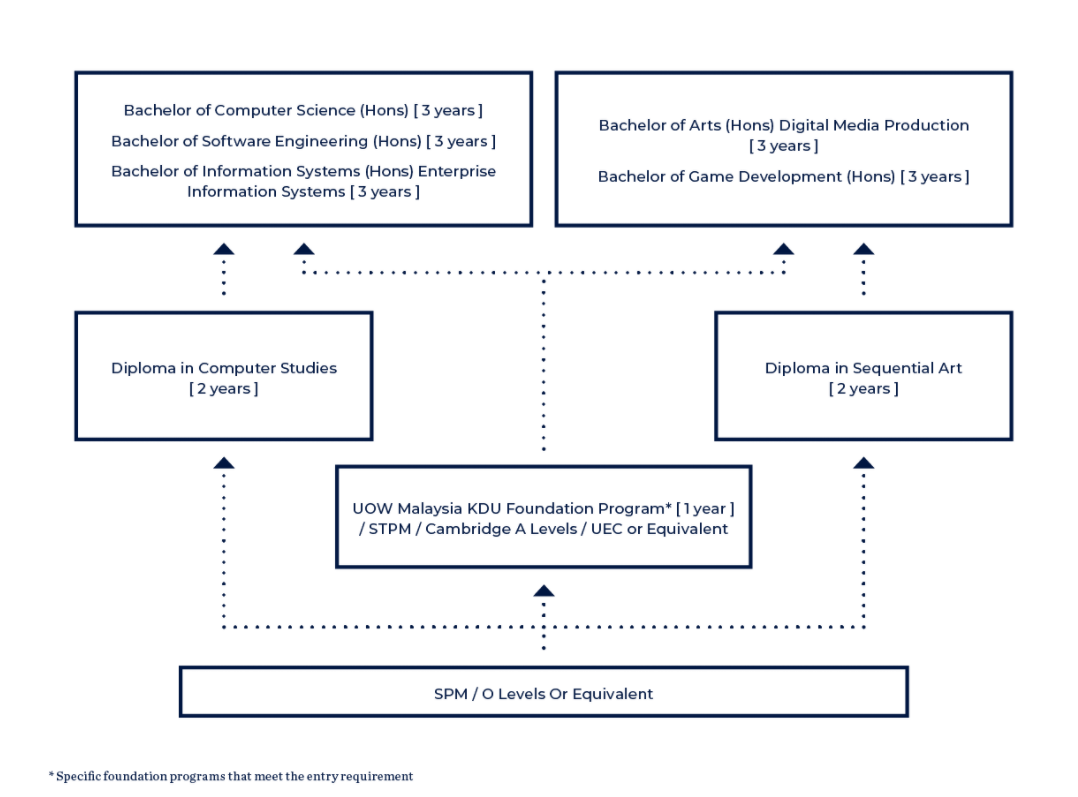 Bachelor of Computer Science (Hons) [ 3 years ]
Bachelor of Software Engineering (Hons) [ 3 years ]
Bachelor of Information Systems (Hons) Enterprise
Information Systems [ 3 years ]
Bachelor of Arts (Hons) Digital Media Production
[ 3 years ]
Bachelor of Game Development (Hons) [ 3 years ]
Diploma in Computer Studies
[ 2 years ]
Diploma in Sequential Art
[ 2 years ]
UOW Malaysia KDU Foundation Program* [ 1 year ]
/ STPM / Cambridge A Levels / UEC or Equivalent
SPM / O Levels Or Equivalent
* Specific foundation programs that meet the entry requirement